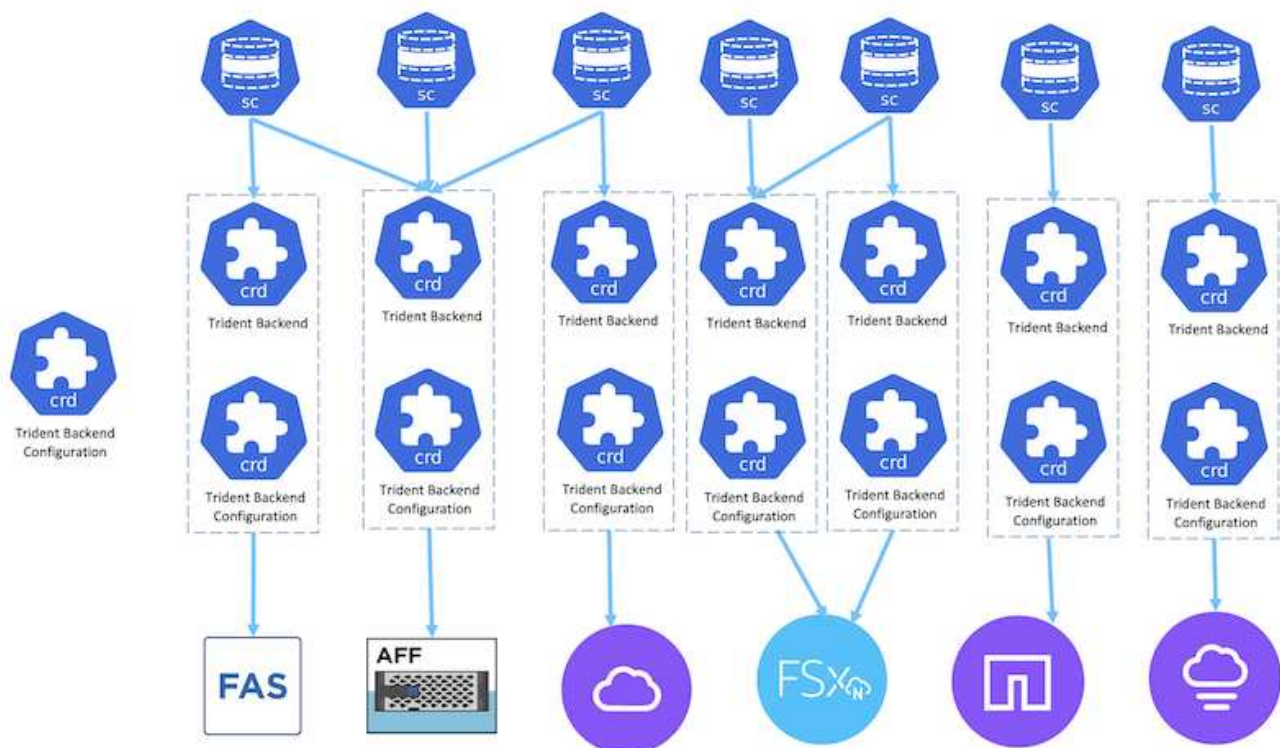 sc
sc
sc
sc
sc
sc
sc
crd
Trident Backend
crd
Trident Backend
crd
Trident Backend
crd
Trident Backend
crd
Trident Backend
crd
Trident Backend
crd
Trident Backend
crd
Trident Backend
Configuration
crd
Trident Backend
Configuration
crd
Trident Backend
Configuration
crd
Trident Backend
Configuration
crd
Trident Backend
Configuration
crd
Trident Backend
Configuration
crd
Trident Backend
Configuration
crd
Trident Backend
Configuration
FAS
AFF
FSx
N